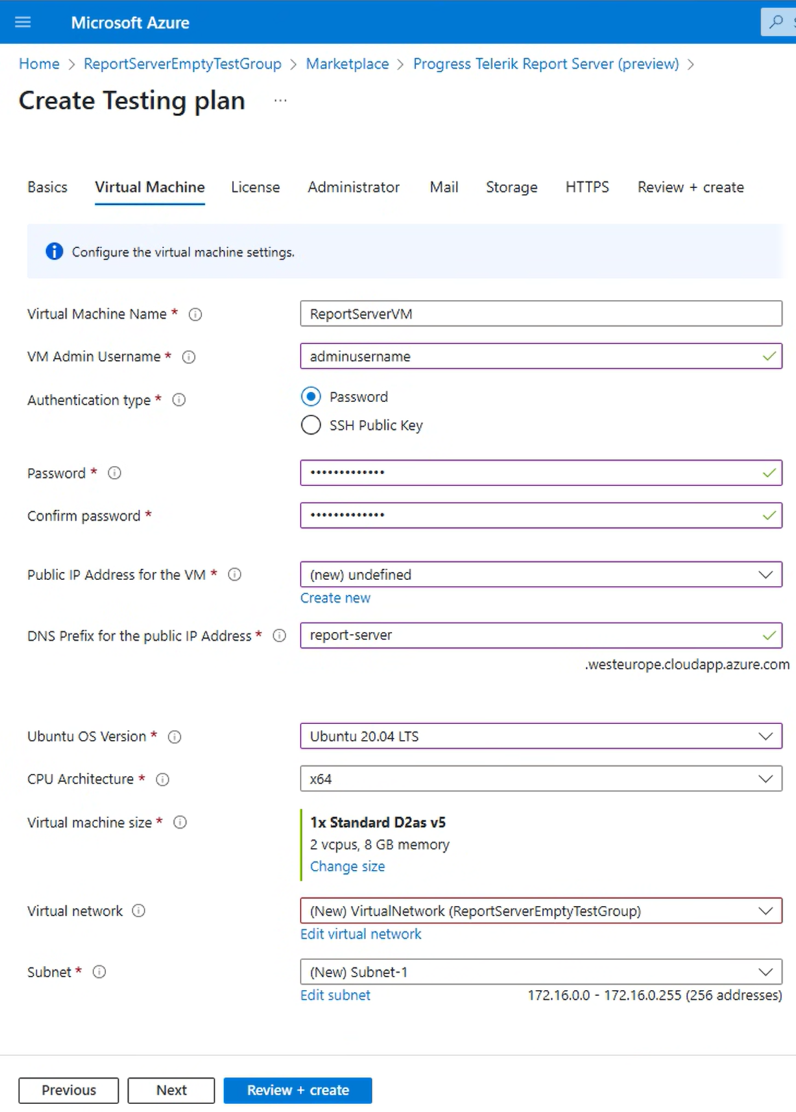 Microsoft Azure
Home > ReportServerEmptyTestGroup > Marketplace > Progress Telerik Report Server (preview) >
Create Testing plan ...
Basics Virtual Machine License Administrator Mail Storage HTTPS Review + create
Configure the virtual machine settings.
Virtual Machine Name * ReportServerVM
VM Admin Username * adminusername
Authentication type * Password
SSH Public Key
Password * •••••••••••••
Confirm password * •••••••••••••
Public IP Address for the VM * (new) undefined
Create new
DNS Prefix for the public IP Address * report-server
.westeurope.cloudapp.azure.com
Ubuntu OS Version * Ubuntu 20.04 LTS
CPU Architecture * x64
Virtual machine size * 1x Standard D2as v5
2 vcpus, 8 GB memory
Change size
Virtual network (New) VirtualNetwork (ReportServerEmptyTestGroup)
Edit virtual network
Subnet * (New) Subnet-1
Edit subnet 172.16.0.0 - 172.16.0.255 (256 addresses)
Previous Next Review + create